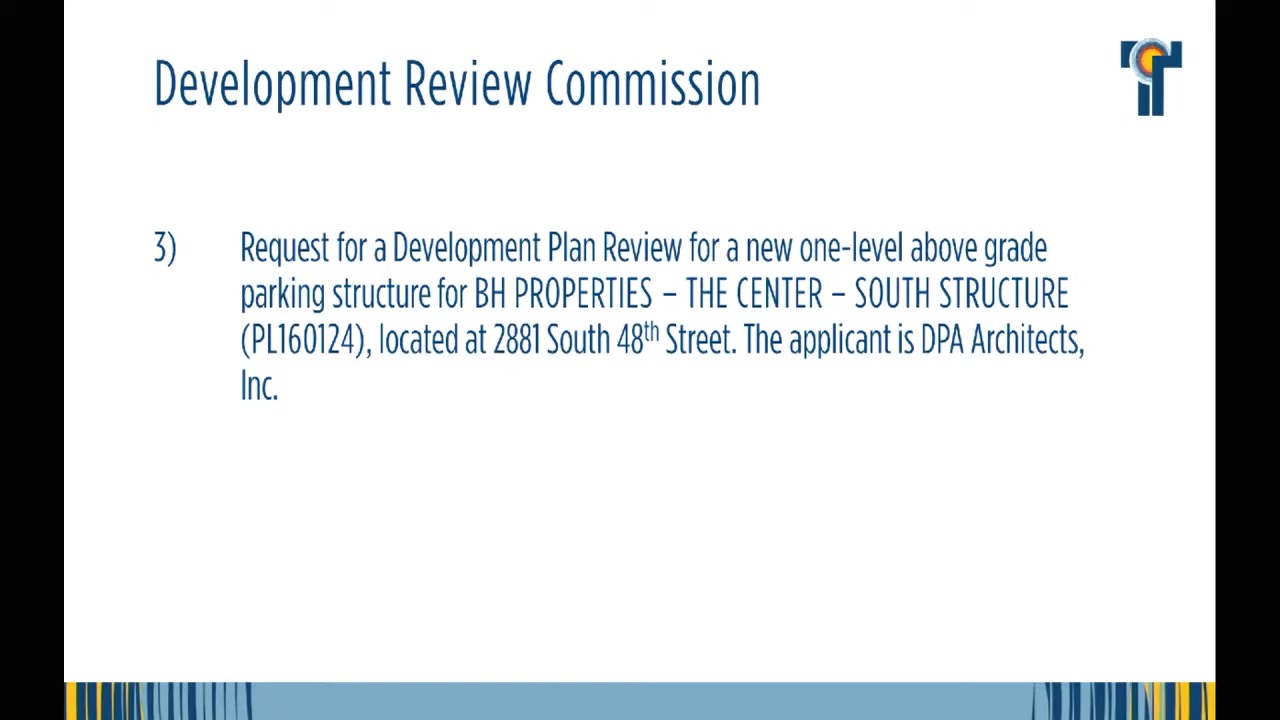 Development Review Commission
3) Request for a Development Plan Review for a new one-level above grade
parking structure for BH PROPERTIES – THE CENTER – SOUTH STRUCTURE
(PL160124), located at 2881 South 48th Street. The applicant is DPA Architects,
Inc.